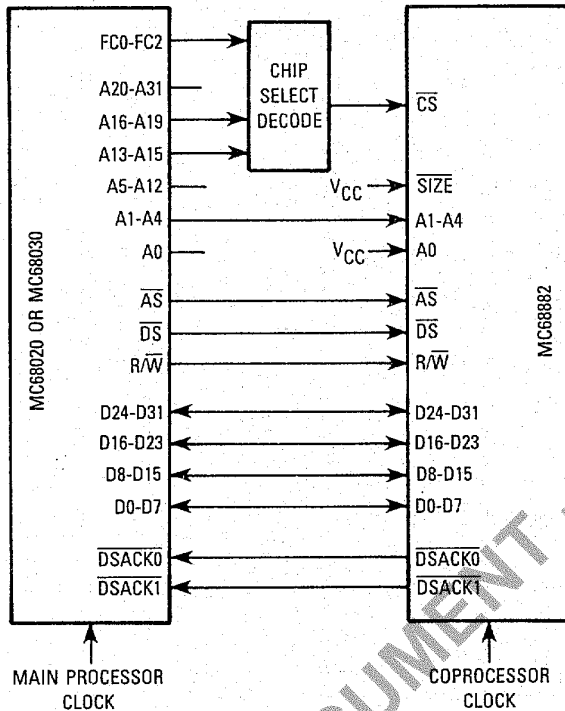 FC0-FC2
A20-A31
A16-A19
A13-A15
A5-A12
A1-A4
A0
AS
DS
R/W
D24-D31
D16-D23
D8-D15
D0-D7
DSACK0
DSACK1
MC68020 OR MC68030
CHIP
SELECT
DECODE
VCC
VCC
CS
SIZE
A1-A4
A0
AS
DS
R/W
D24-D31
D16-D23
D8-D15
D0-D7
DSACK0
DSACK1
MC68882
MAIN PROCESSOR
CLOCK
COPROCESSOR
CLOCK
UMENT